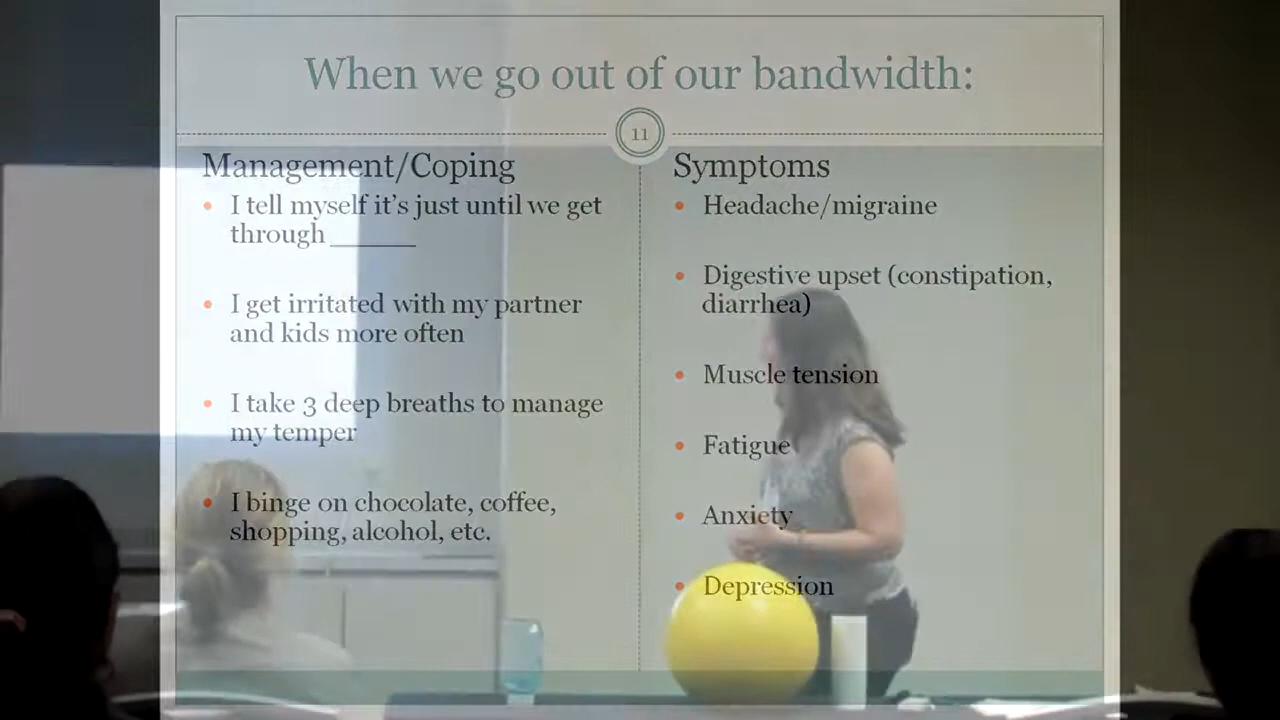 When we go out of our bandwidth:
11
Management/Coping
• I tell myself it's just until we get
through ______
• I get irritated with my partner
and kids more often
• I take 3 deep breaths to manage
my temper
• I binge on chocolate, coffee,
shopping, alcohol, etc.
Symptoms
• Headache/migraine
• Digestive upset (constipation,
diarrhea)
• Muscle tension
• Fatigue
• Anxiety
• Depression